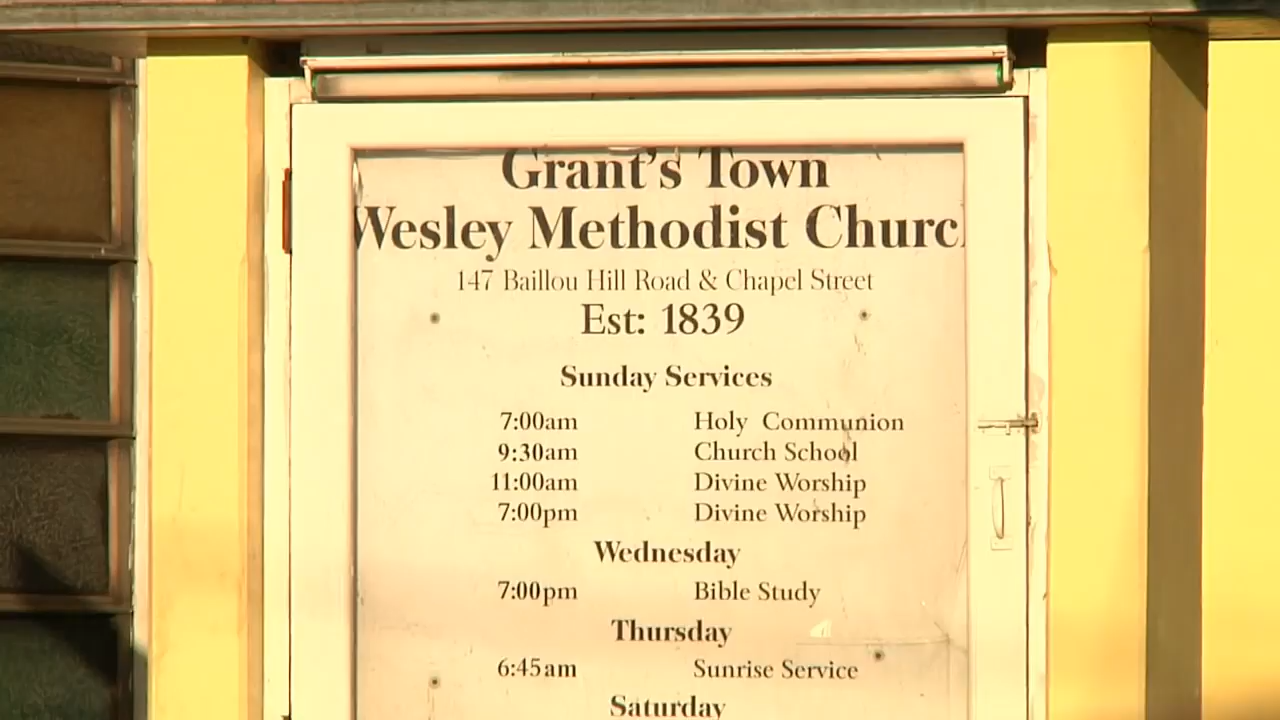 Grant's Town
Wesley Methodist Church
147 Baillou Hill Road & Chapel Street
Est: 1839
Sunday Services
7:00am Holy Communion
9:30am Church School
11:00am Divine Worship
7:00pm Divine Worship
Wednesday
7:00pm Bible Study
Thursday
6:45am Sunrise Service
Saturday